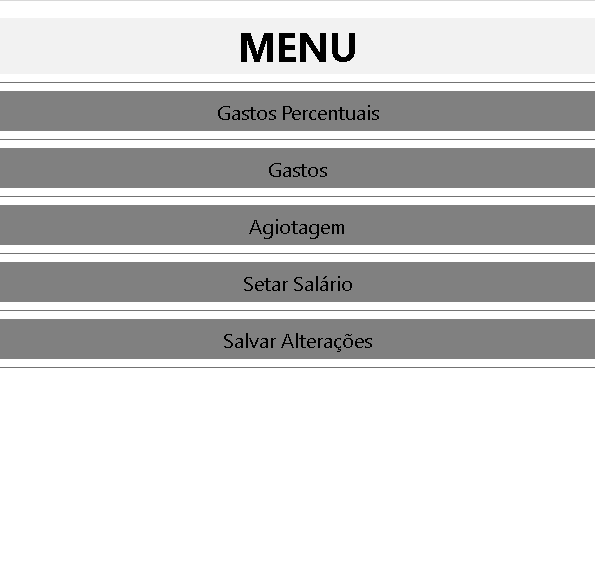 MENU
Gastos Percentuais
Gastos
Agiotagem
Setar Salário
Salvar Alterações